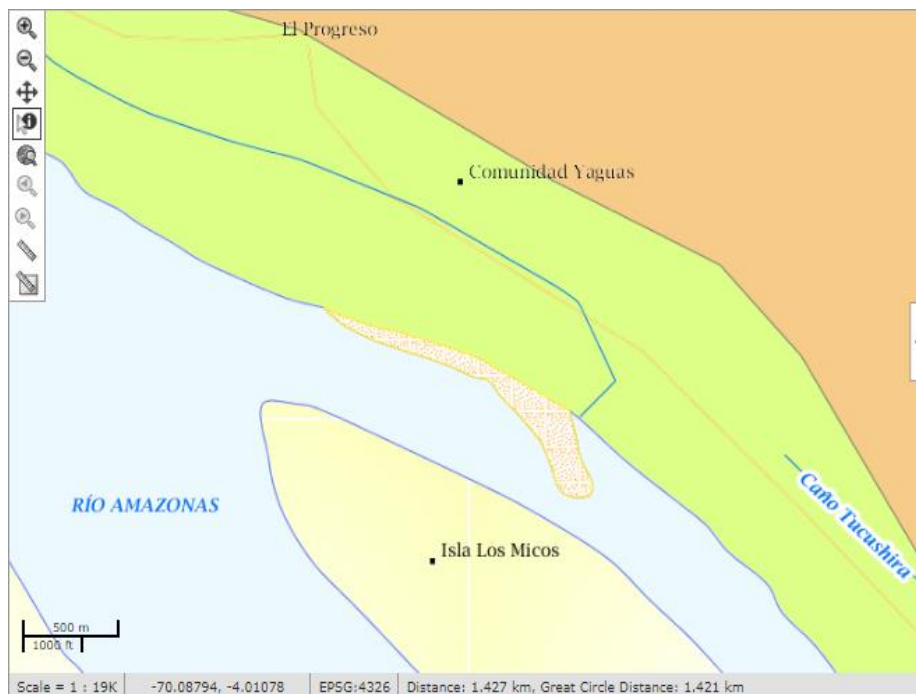 El Progreso
Comunidad Yaguas
Caño Tucushira
RÍO AMAZONAS
Isla Los Micos
500 m
1000 ft
Scale = 1 : 19K -70.08794, -4.01078 EPSG:4326 Distance: 1.427 km, Great Circle Distance: 1.421 km